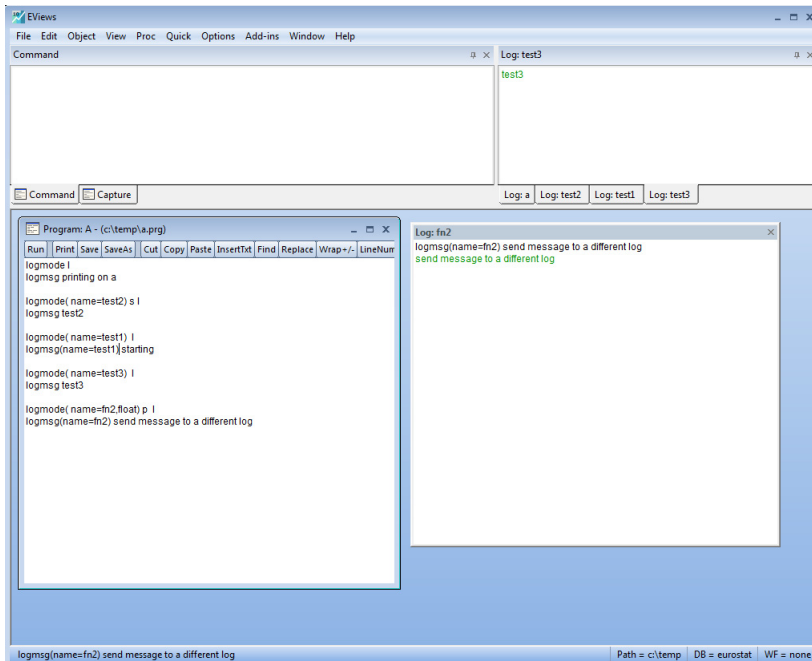 EViews
File Edit Object View Proc Quick Options Add-ins Window Help
Command
Log: test3
test3
Command Capture
Log: a Log: test2 Log: test1 Log: test3
Program: A - (c:\temp\a.prg)
Run Print Save SaveAs Cut Copy Paste InsertTxt Find Replace Wrap+/- LineNum
logmode l
logmsg printing on a
logmode( name=test2) s l
logmsg test2
logmode( name=test1) l
logmsg(name=test1) starting
logmode( name=test3) l
logmsg test3
logmode( name=fn2,float) p l
logmsg(name=fn2) send message to a different log
Log: fn2
logmsg(name=fn2) send message to a different log
send message to a different log
logmsg(name=fn2) send message to a different log
Path = c:\temp DB = eurostat WF = none